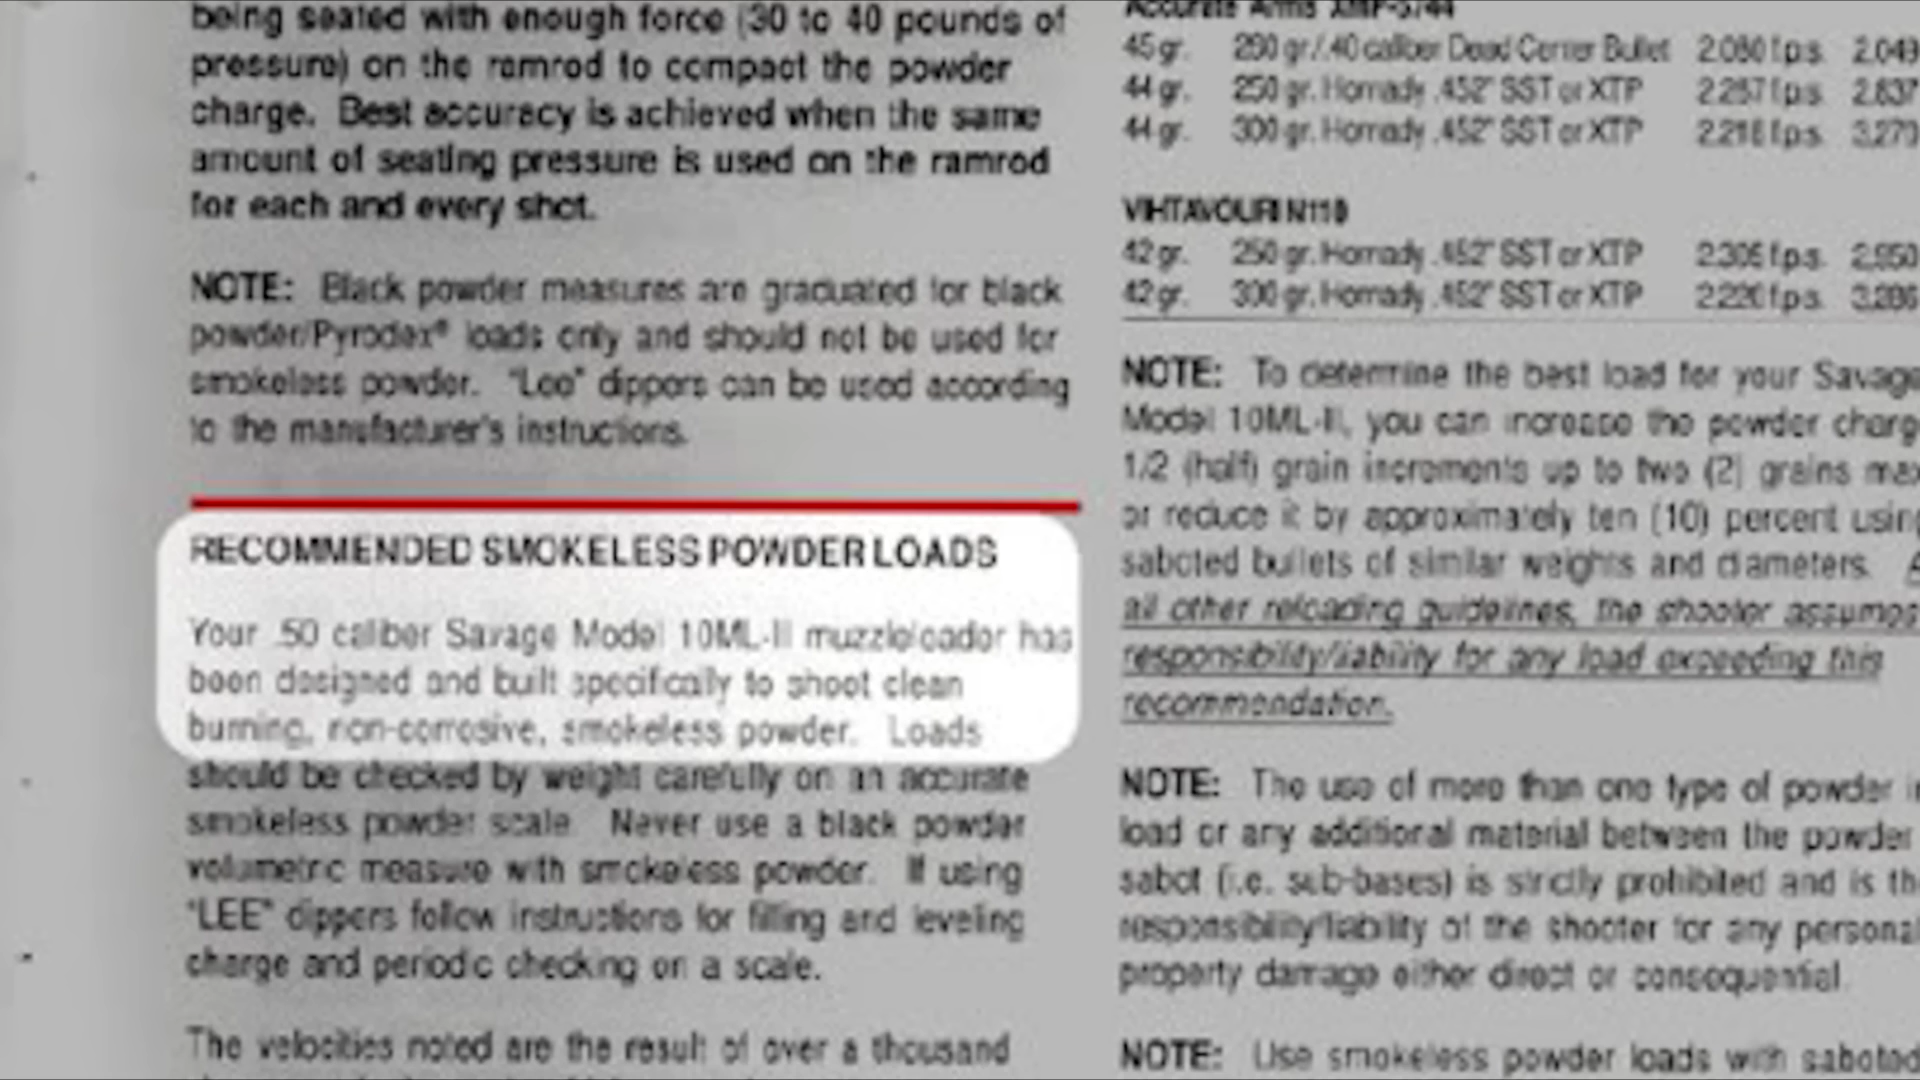 being seated with enough force (30 to 40 pounds of
pressure) on the ramrod to compact the powder
charge. Best accuracy is achieved when the same
amount of seating pressure is used on the ramrod
for each and every shot.
NOTE: Black powder measures are graduated for black
powder/Pyrodex® loads only and should not be used for
smokeless powder. "Lee" dippers can be used according
to the manufacturer's instructions.
RECOMMENDED SMOKELESS POWDER LOADS
Your .50 caliber Savage Model 10ML-II muzzleloader has
been designed and built specifically to shoot clean
burning, non-corrosive, smokeless powder. Loads
should be checked by weight carefully on an accurate
smokeless powder scale. Never use a black powder
volumetric measure with smokeless powder. If using
"LEE" dippers follow instructions for filling and leveling
charge and periodic checking on a scale.
The velocities noted are the result of over a thousand
Accurate Arms XMP-5744
45 gr. gr./.40 caliber Dead Center Bullet
44 gr. 250 gr. Hornady .452" SST or XTP
44 gr. 300 gr. Hornady .452" SST or XTP
VIHTAVOURI N110
42 gr. 250 gr. Hornady .452" SST or XTP
42 gr. 300 gr. Hornady .452" SST or XTP
NOTE: To determine the best load for your Savage
Model 10ML-II, you can increase the powder charg
1/2 (half) grain increments up to two (2) grains max
or reduce it by approximately ten (10) percent using
saboted bullets of similar weights and diameters.
all other reloading guidelines, the shooter assumes
responsibility/liability for any load exceeding this
recommendation.
NOTE: The use of more than one type of powder in
load or any additional material between the powder
sabot (i.e. sub-bases) is strictly prohibited and is th
responsibility/liability of the shooter for any personal
property damage either direct or consequential.
NOTE: Use smokeless powder loads with saboted